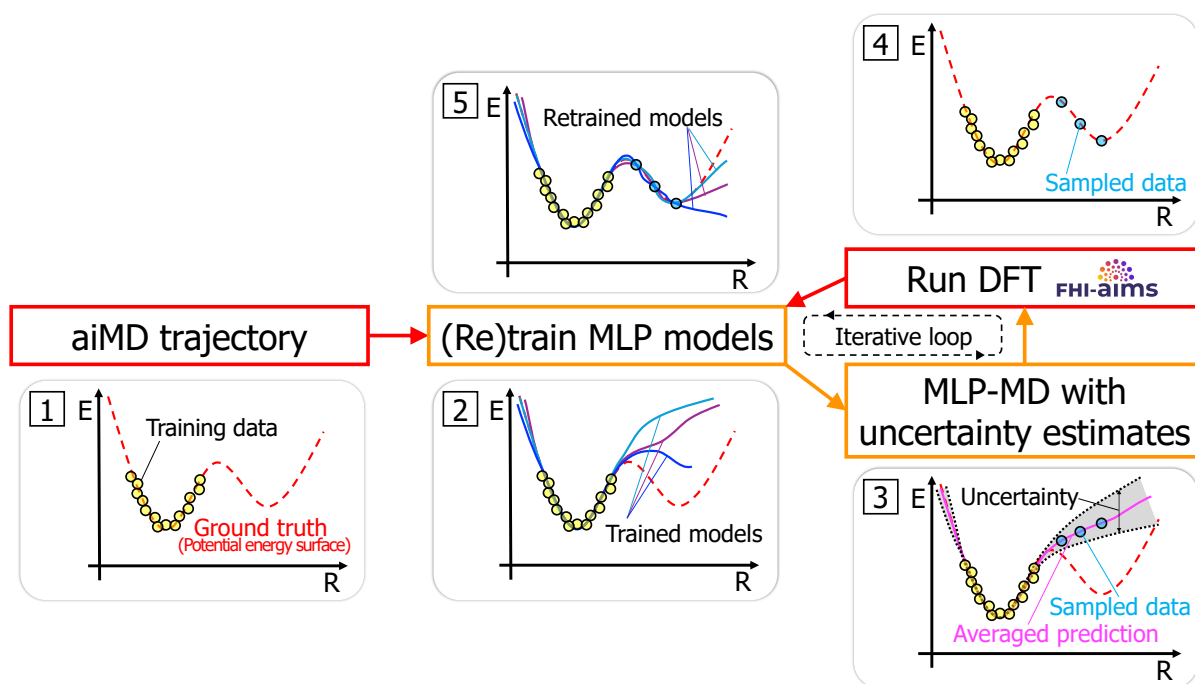 aiMD trajectory
1
E
Training data
Ground truth
(Potential energy surface)
R
5
E
Retrained models
R
(Re)train MLP models
2
E
Trained models
R
4
E
Sampled data
R
Run DFT
FHI-aims
Iterative loop
MLP-MD with
uncertainty estimates
3
E
Uncertainty
Sampled data
Averaged prediction
R